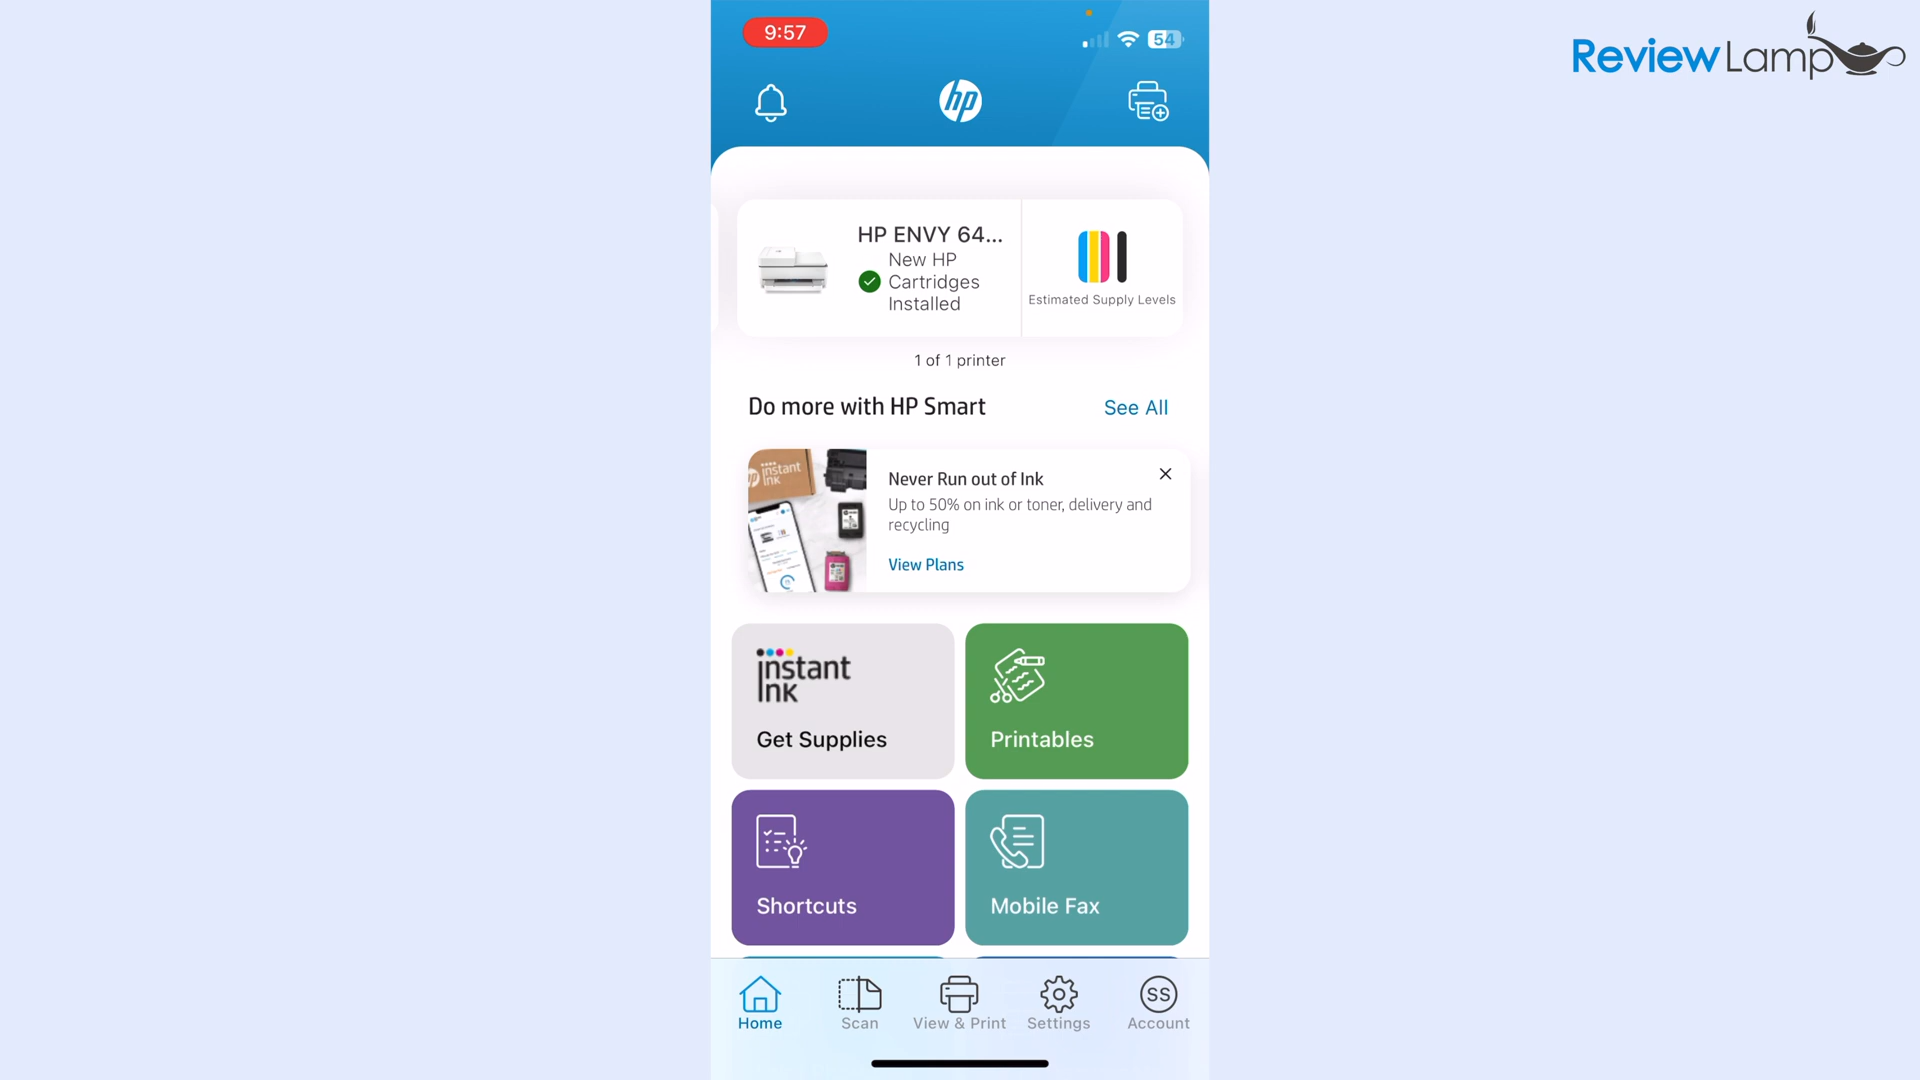 9:57
54
Review Lamp
hp
HP ENVY 64...
New HP
Cartridges
Installed
Estimated Supply Levels
1 of 1 printer
Do more with HP Smart
See All
instant
ink
Never Run out of Ink
Up to 50% on ink or toner, delivery and
recycling
View Plans
instant
ink
Get Supplies
Printables
Shortcuts
Mobile Fax
Home
Scan
View & Print
Settings
SS
Account